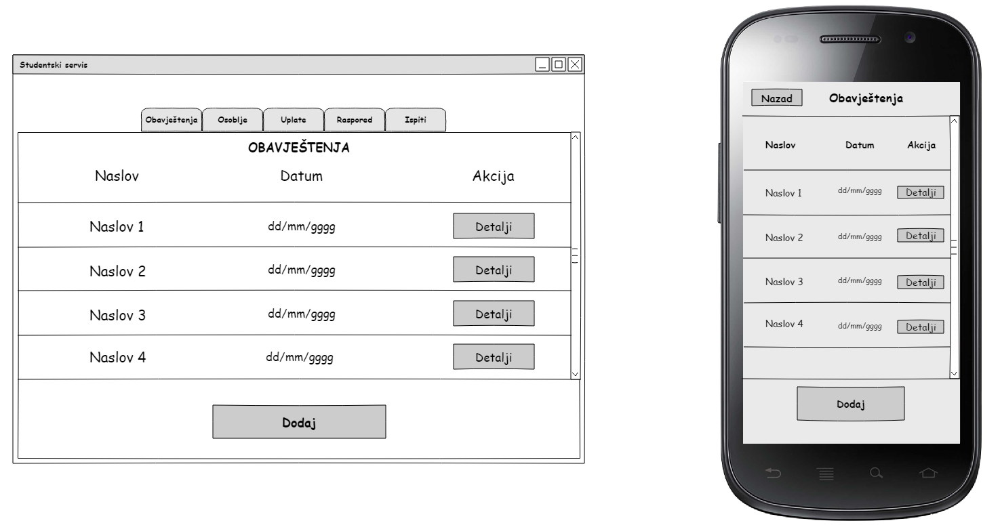 Studentski servis
Obavještenja Osoblje Uplate Raspored Ispiti
OBAVJEŠTENJA
Naslov Datum Akcija
Naslov 1 dd/mm/gggg Detalji
Naslov 2 dd/mm/gggg Detalji
Naslov 3 dd/mm/gggg Detalji
Naslov 4 dd/mm/gggg Detalji
Dodaj
Nazad Obavještenja
Naslov Datum Akcija
Naslov 1 dd/mm/gggg Detalji
Naslov 2 dd/mm/gggg Detalji
Naslov 3 dd/mm/gggg Detalji
Naslov 4 dd/mm/gggg Detalji
Dodaj